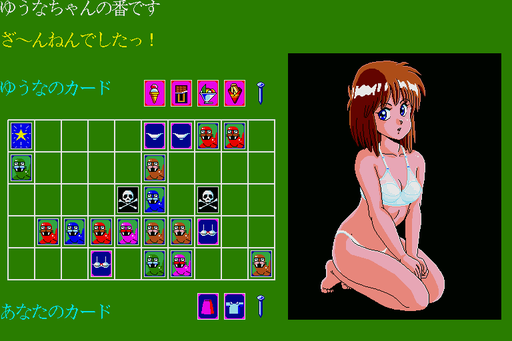 ゆうなちゃんの番です
ざ～んねんでしたっ！
ゆうなのカード
あなたのカード